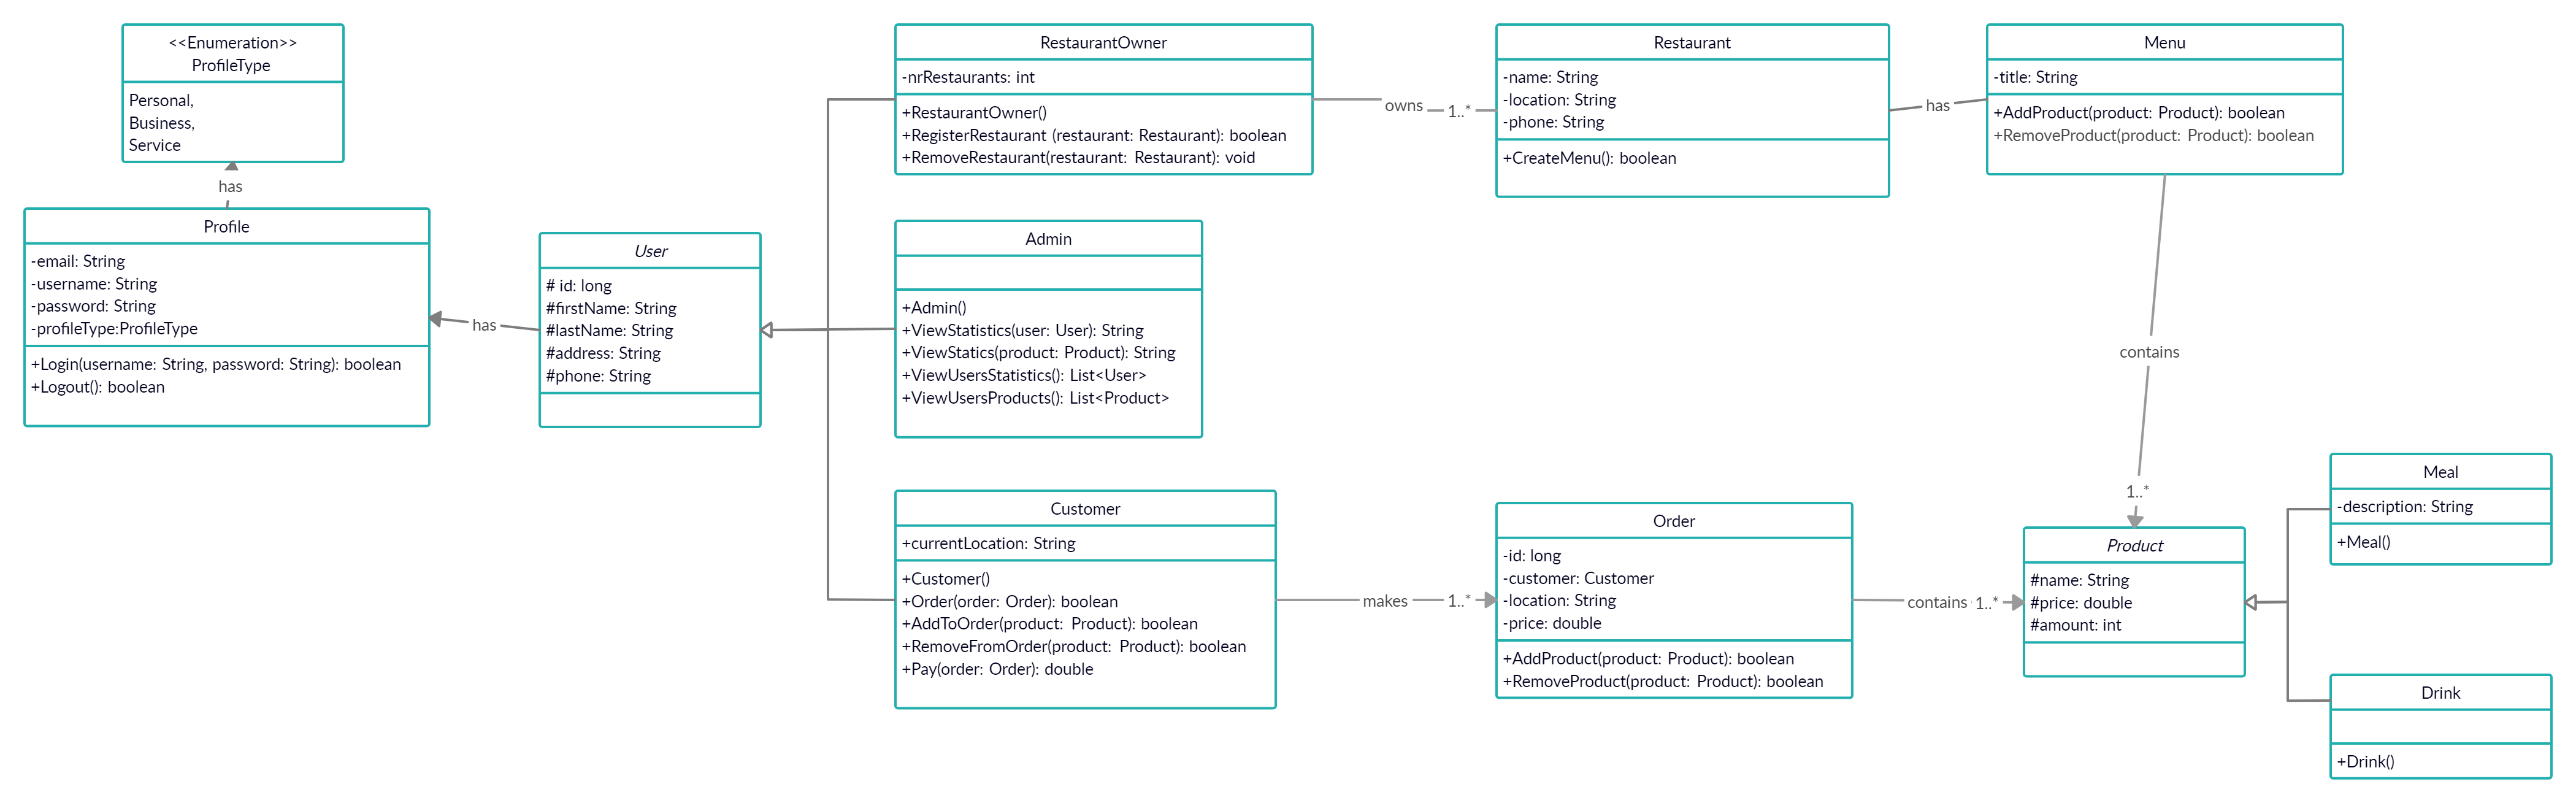 <<Enumeration>>
ProfileType
Personal,
Business,
Service
has
Profile
-email: String
-username: String
-password: String
-profileType:ProfileType
+Login(username: String, password: String): boolean
+Logout(): boolean
has
User
# id: long
#firstName: String
#lastName: String
#address: String
#phone: String
RestaurantOwner
-nrRestaurants: int
+RestaurantOwner()
+RegisterRestaurant (restaurant: Restaurant): boolean
+RemoveRestaurant(restaurant: Restaurant): void
owns
1..*
Restaurant
-name: String
-location: String
-phone: String
+CreateMenu(): boolean
has
Menu
-title: String
+AddProduct(product: Product): boolean
+RemoveProduct(product: Product): boolean
contains
1..*
Admin
+Admin()
+ViewStatistics(user: User): String
+ViewStatics(product: Product): String
+ViewUsersStatistics(): List<User>
+ViewUsersProducts(): List<Product>
Customer
+currentLocation: String
+Customer()
+Order(order: Order): boolean
+AddToOrder(product: Product): boolean
+RemoveFromOrder(product: Product): boolean
+Pay(order: Order): double
makes
1..*
Order
-id: long
-customer: Customer
-location: String
-price: double
+AddProduct(product: Product): boolean
+RemoveProduct(product: Product): boolean
contains
1..*
Product
#name: String
#price: double
#amount: int
Meal
-description: String
+Meal()
Drink
+Drink()